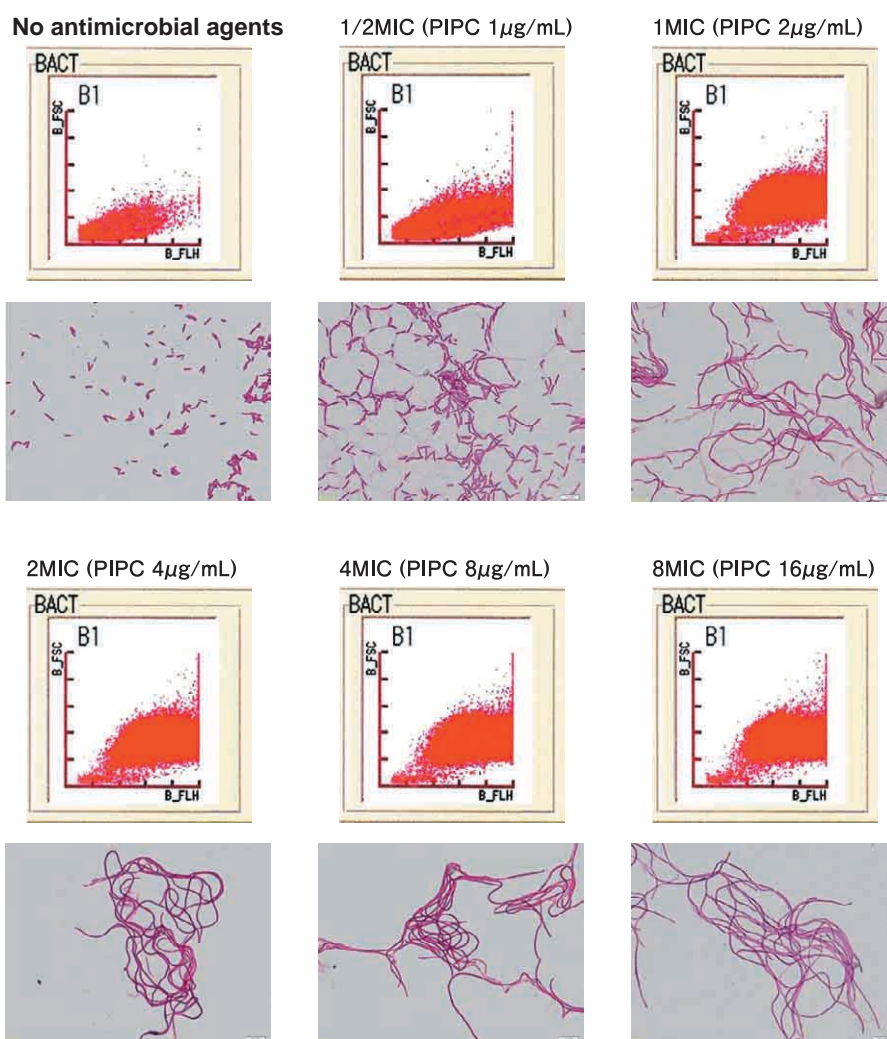 No antimicrobial agents
1/2MIC (PIPC 1µg/mL)
1MIC (PIPC 2µg/mL)
BACT
B1
B_FSC
B_FLH
BACT
B1
B_FSC
B_FLH
BACT
B1
B_FSC
B_FLH
2MIC (PIPC 4µg/mL)
4MIC (PIPC 8µg/mL)
8MIC (PIPC 16µg/mL)
BACT
B1
B_FSC
B_FLH
BACT
B1
B_FSC
B_FLH
BACT
B1
B_FSC
B_FLH